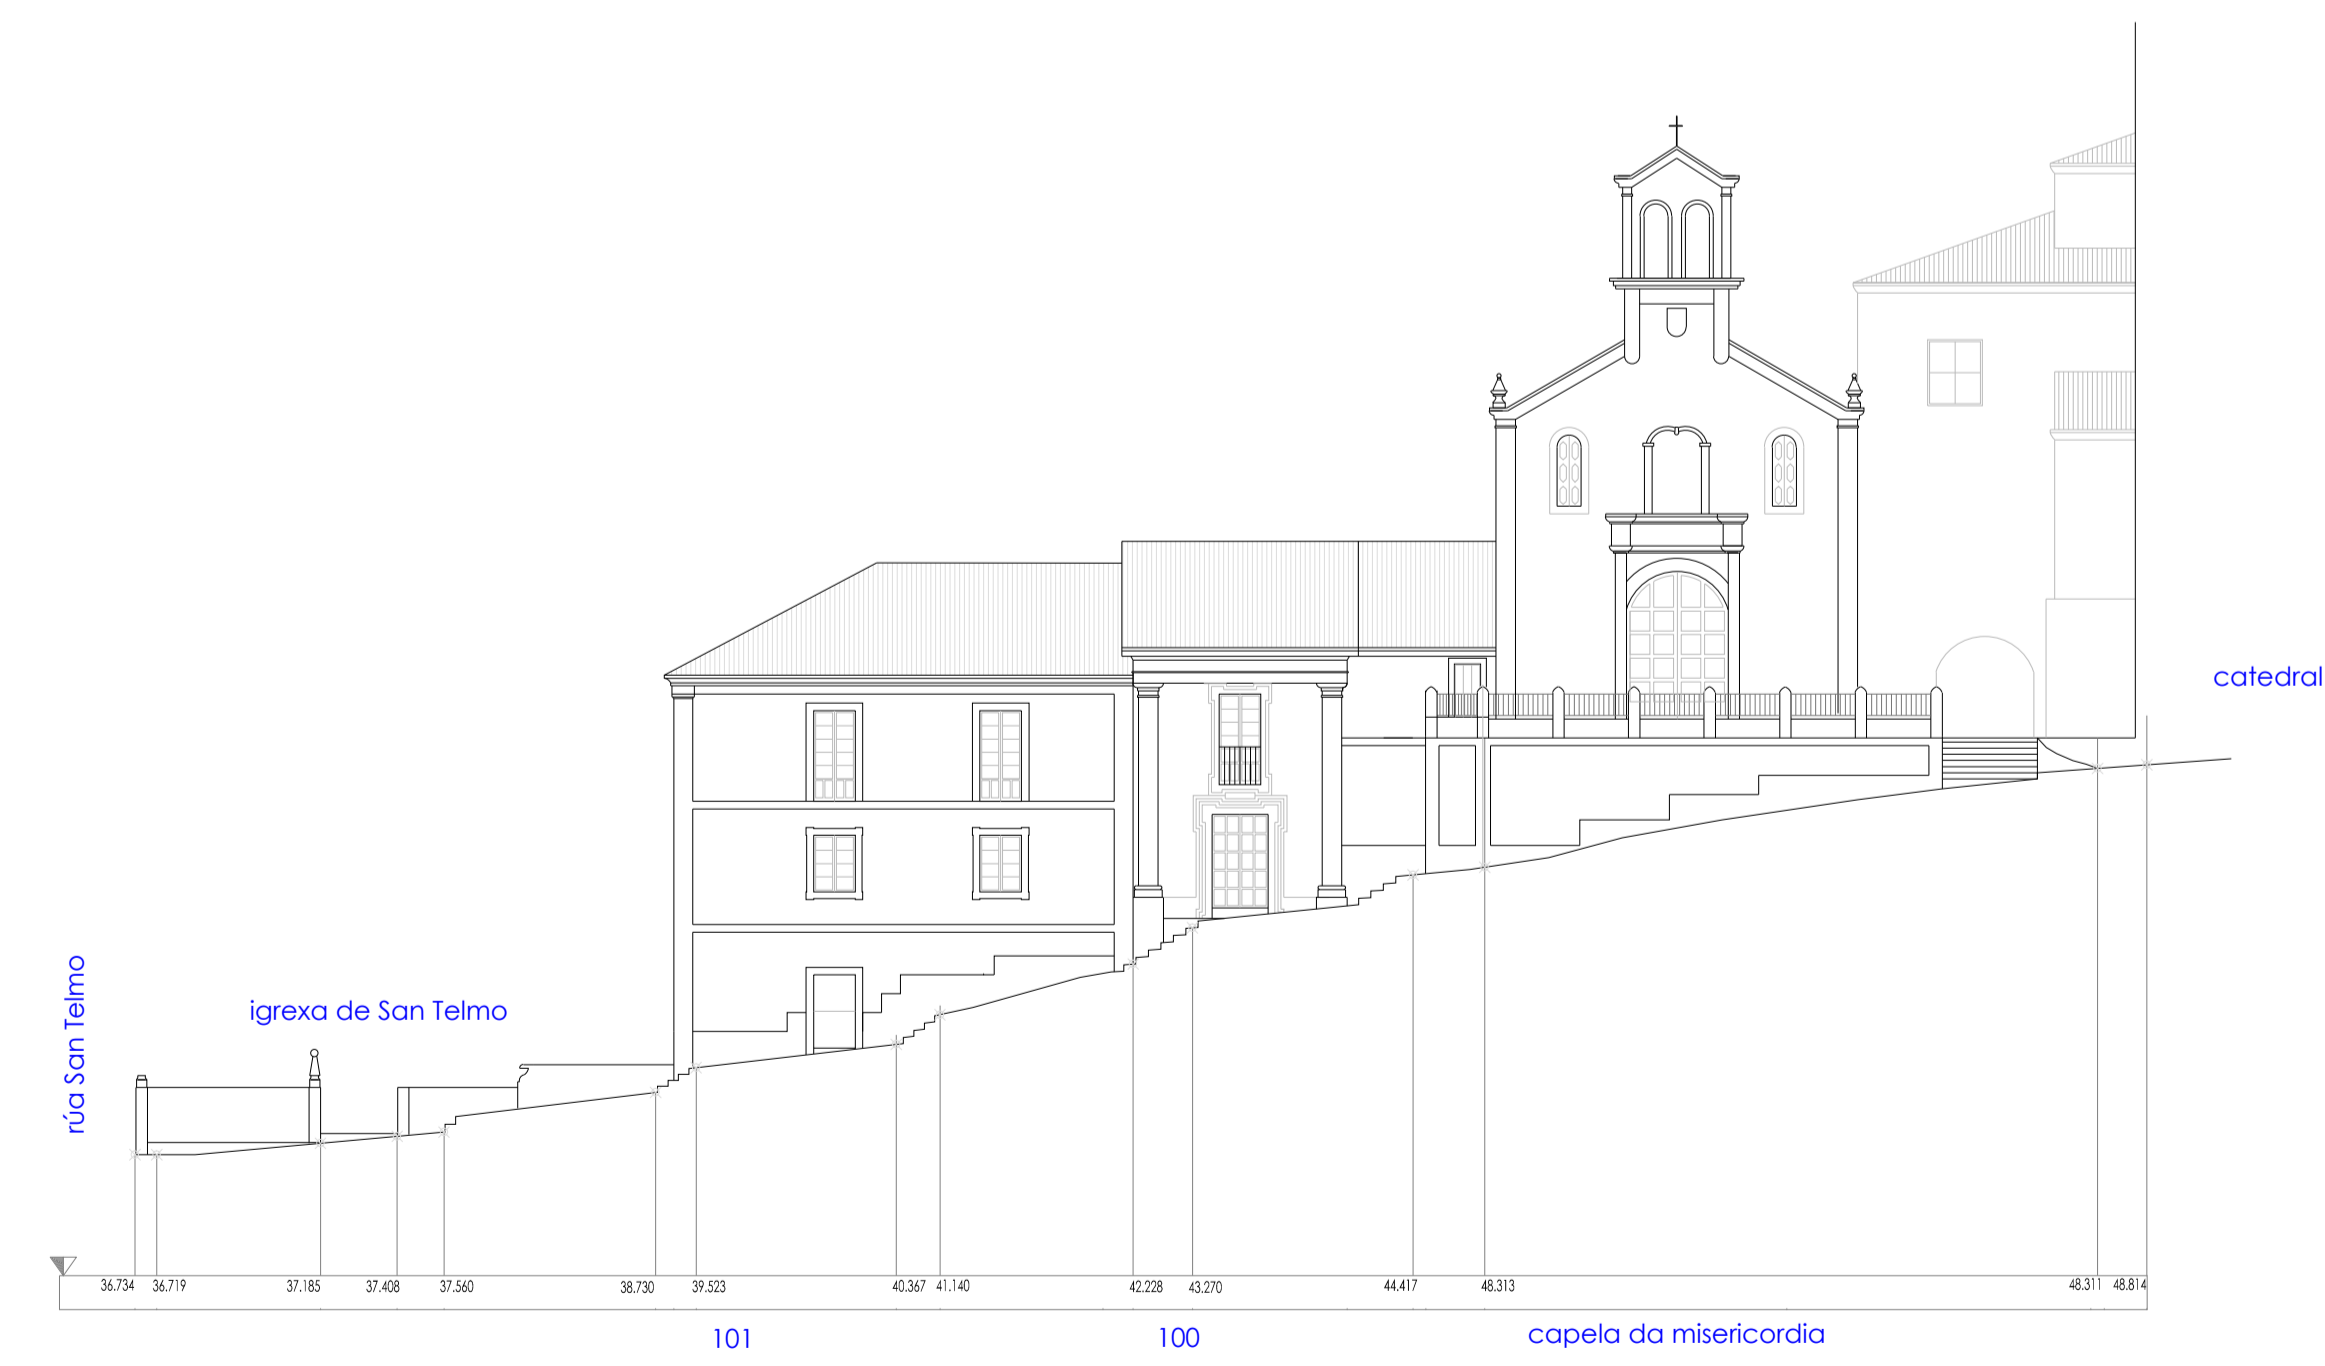 catedral
rúa San Telmo
igrexa de San Telmo
36.734 36.719 37.185 37.408 37.560 38.730 39.523 40.367 41.140 42.228 43.270 44.417 48.313 48.311 48.814
101 100 capela da misericordia